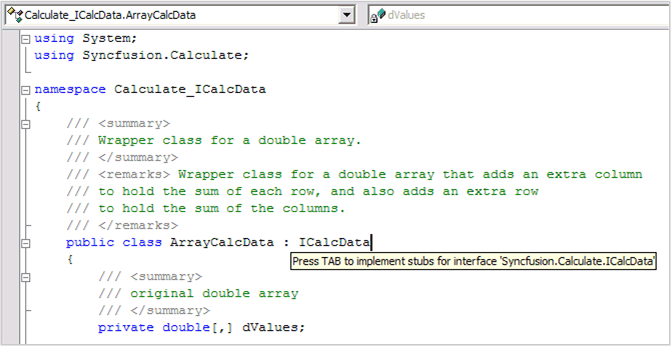 Calculate_ICalcData.ArrayCalcData
dValues
using System;
using Syncfusion.Calculate;
namespace Calculate_ICalcData
{
/// <summary>
/// Wrapper class for a double array.
/// </summary>
/// <remarks> Wrapper class for a double array that adds an extra column
/// to hold the sum of each row, and also adds an extra row
/// to hold the sum of the columns.
/// </remarks>
public class ArrayCalcData : ICalcData
Press TAB to implement stubs for interface 'Syncfusion.Calculate.ICalcData'
{
/// <summary>
/// original double array
/// </summary>
private double[,] dValues;